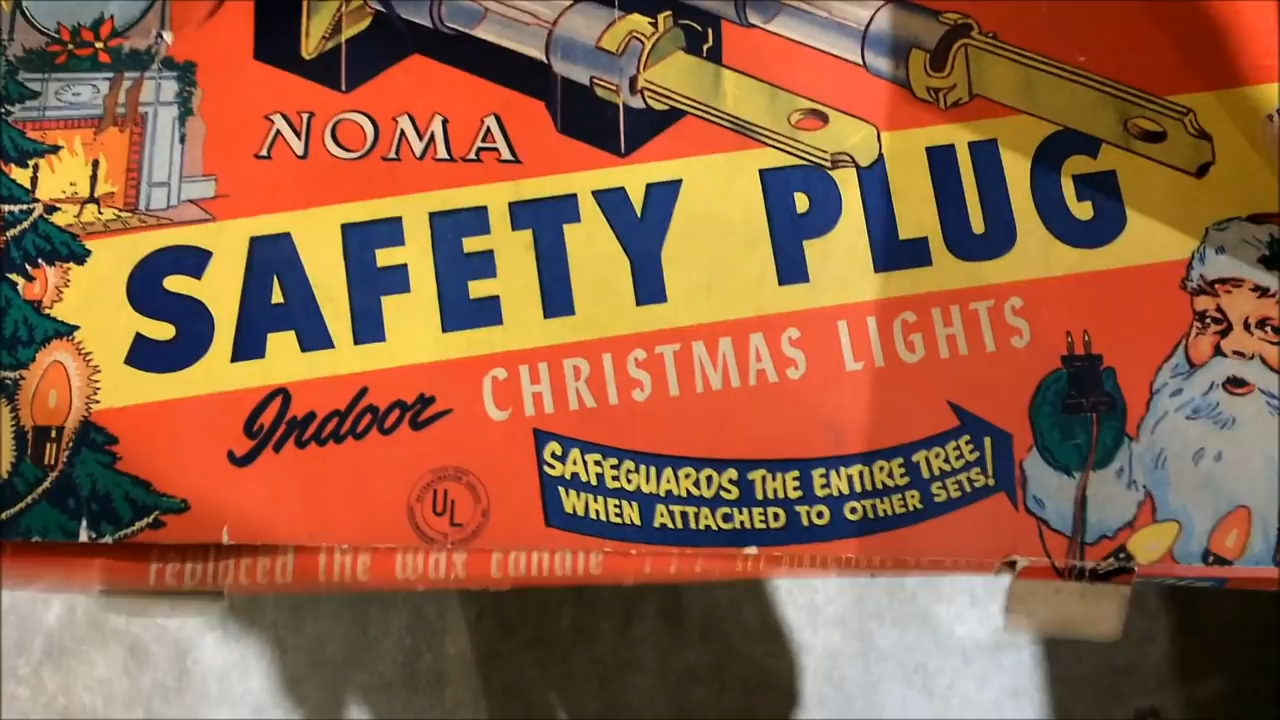 NOMA
SAFETY PLUG
Indoor CHRISTMAS LIGHTS
SAFEGUARDS THE ENTIRE TREE
WHEN ATTACHED TO OTHER SETS!
UL
replaced the wax candle